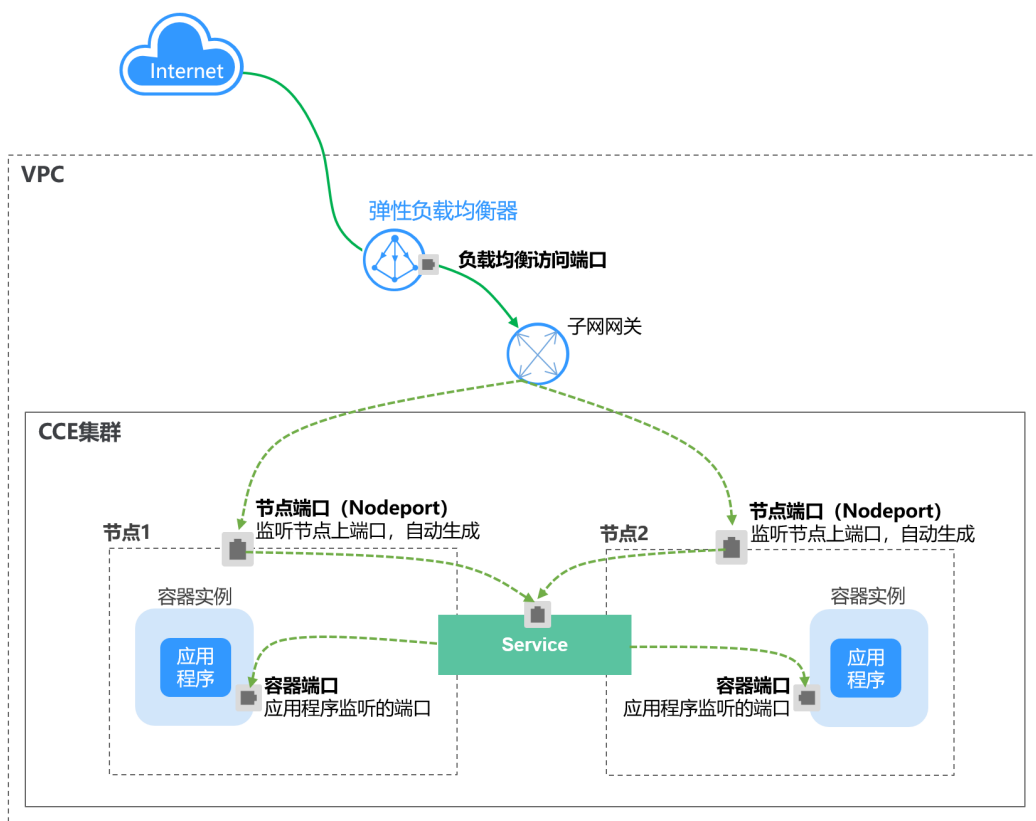 Internet
VPC
弹性负载均衡器
负载均衡访问端口
子网网关
CCE集群
节点端口（Nodeport）
监听节点上端口，自动生成
节点1
节点端口（Nodeport）
监听节点上端口，自动生成
节点2
容器实例
应用
程序
容器端口
应用程序监听的端口
Service
容器实例
应用
程序
容器端口
应用程序监听的端口